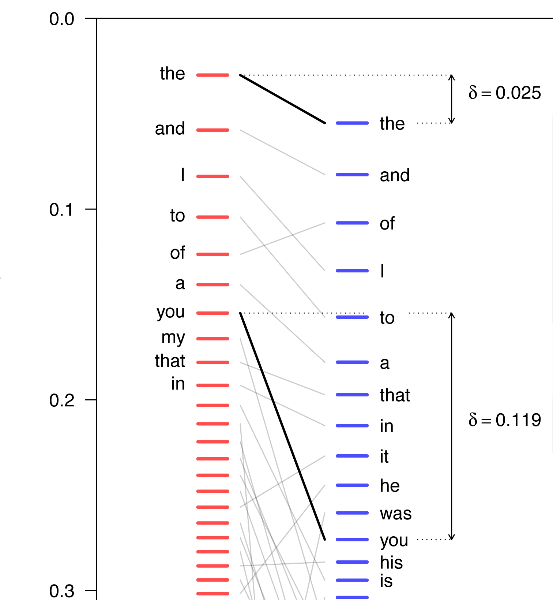 0.0
the
δ = 0.025
the
and
and
I
0.1
to
of
of
I
a
you
to
my
that
a
in
0.2
that
δ = 0.119
in
it
he
was
you
his
is
0.3